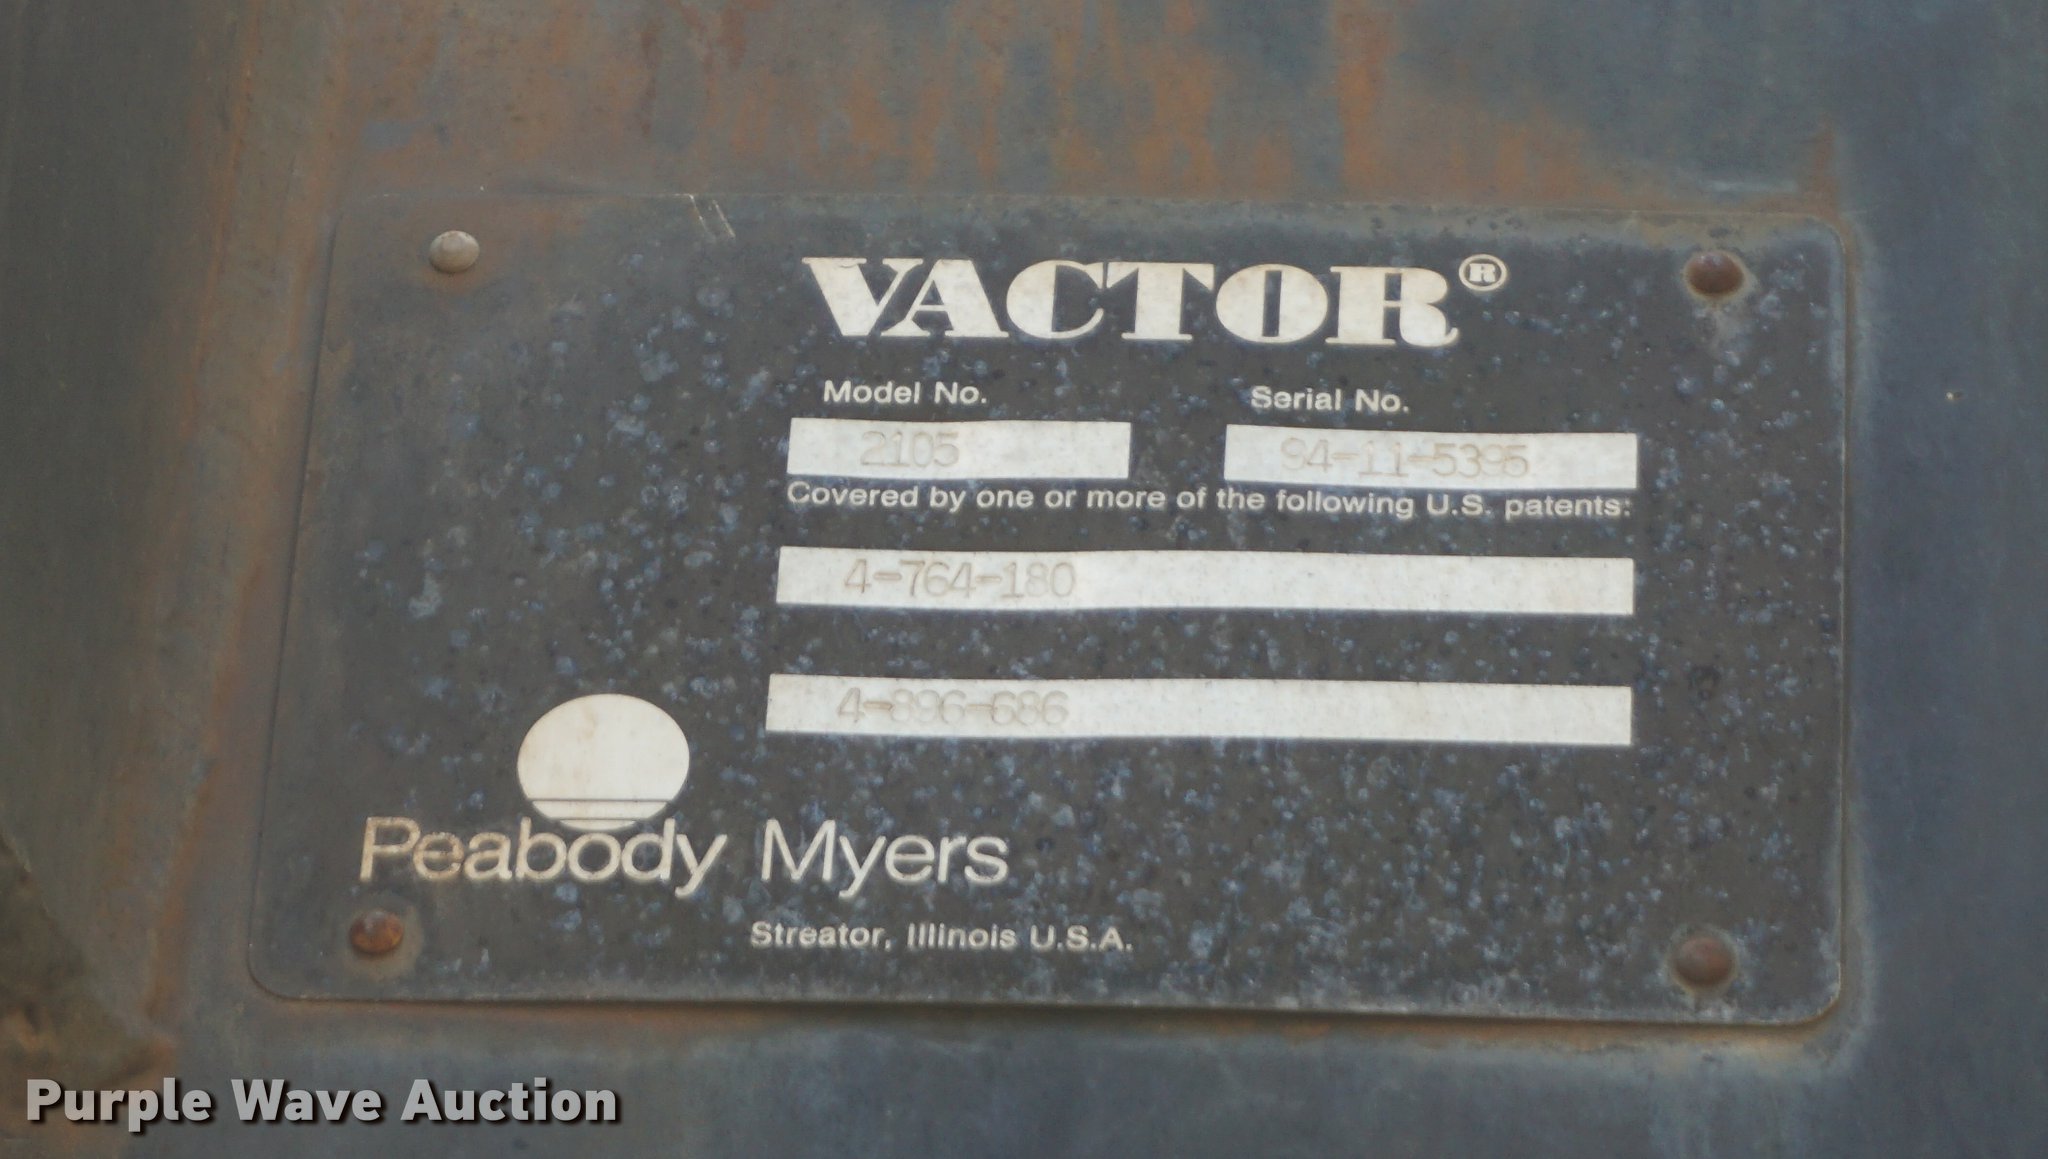 VACTOR®
Model No. Serial No.
2105 94-11-5395
Covered by one or more of the following U.S. patents:
4-764-180
4-896-686
Peabody Myers
Streator, Illinois U.S.A.
Purple Wave Auction